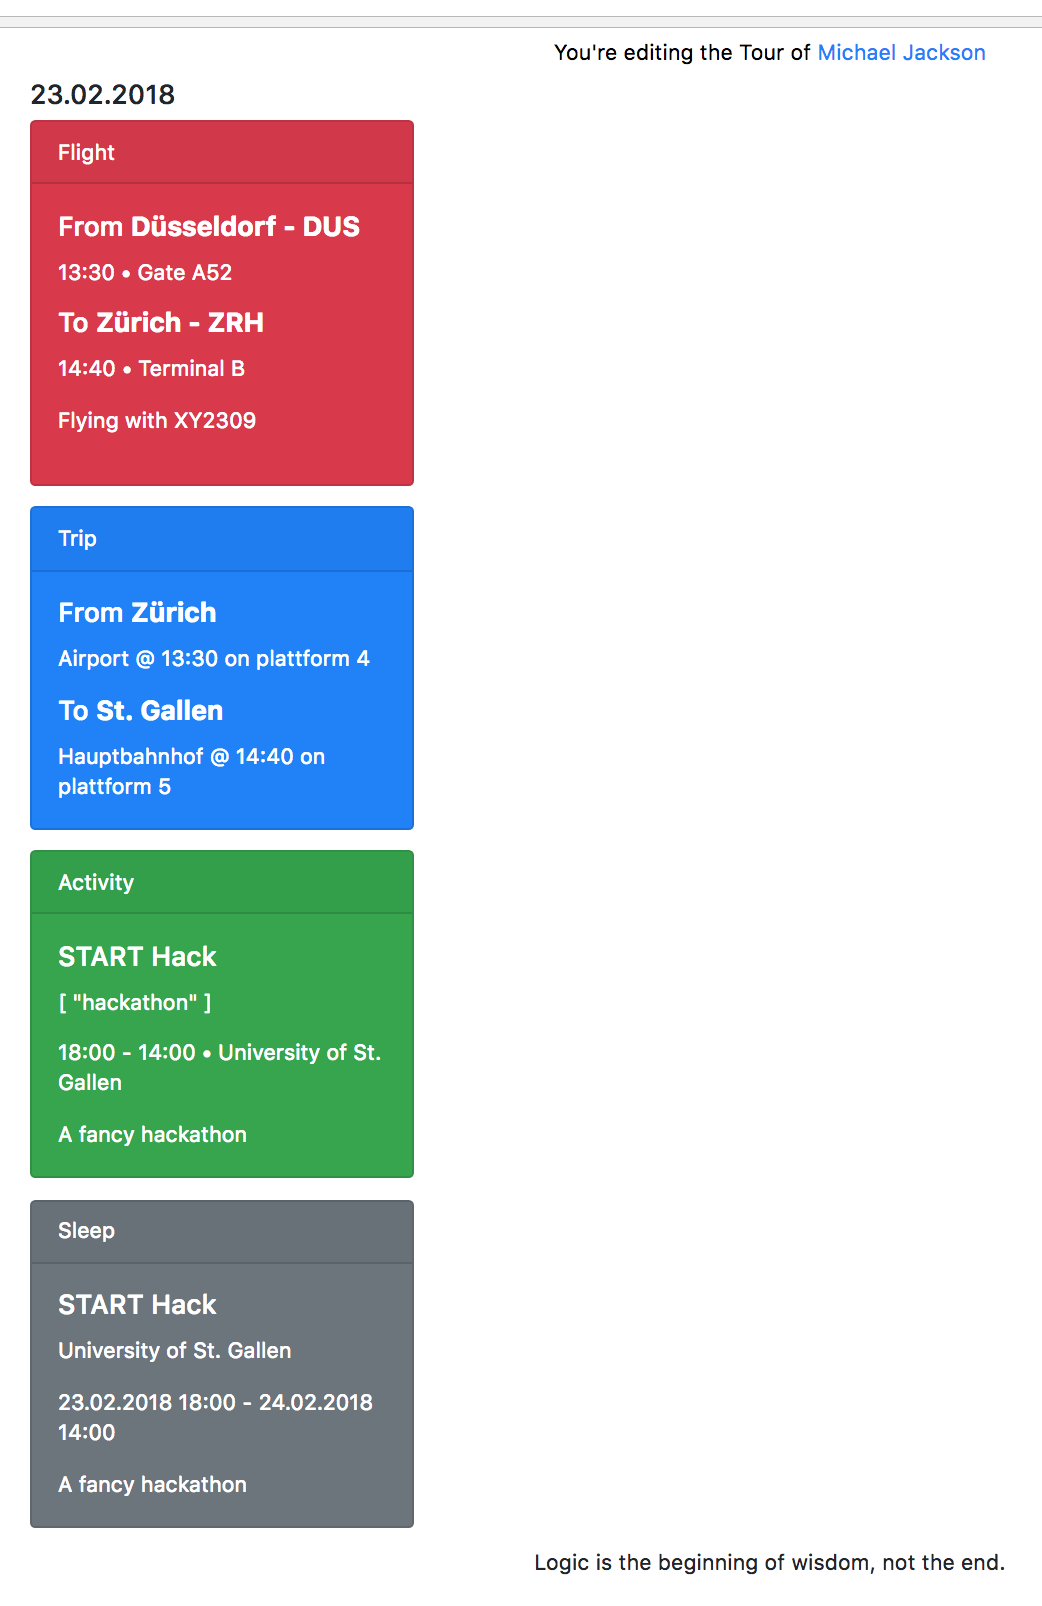 You're editing the Tour of Michael Jackson
23.02.2018
Flight
From Düsseldorf - DUS
13:30 • Gate A52
To Zürich - ZRH
14:40 • Terminal B
Flying with XY2309
Trip
From Zürich
Airport @ 13:30 on plattform 4
To St. Gallen
Hauptbahnhof @ 14:40 on
plattform 5
Activity
START Hack
[ "hackathon" ]
18:00 - 14:00 • University of St.
Gallen
A fancy hackathon
Sleep
START Hack
University of St. Gallen
23.02.2018 18:00 - 24.02.2018
14:00
A fancy hackathon
Logic is the beginning of wisdom, not the end.